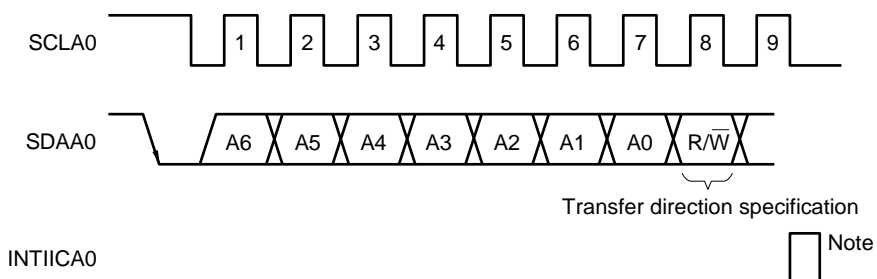 SCLA0 1 2 3 4 5 6 7 8 9
SDAA0 A6 A5 A4 A3 A2 A1 A0 R/W̅
Transfer direction specification
INTIICA0 Note